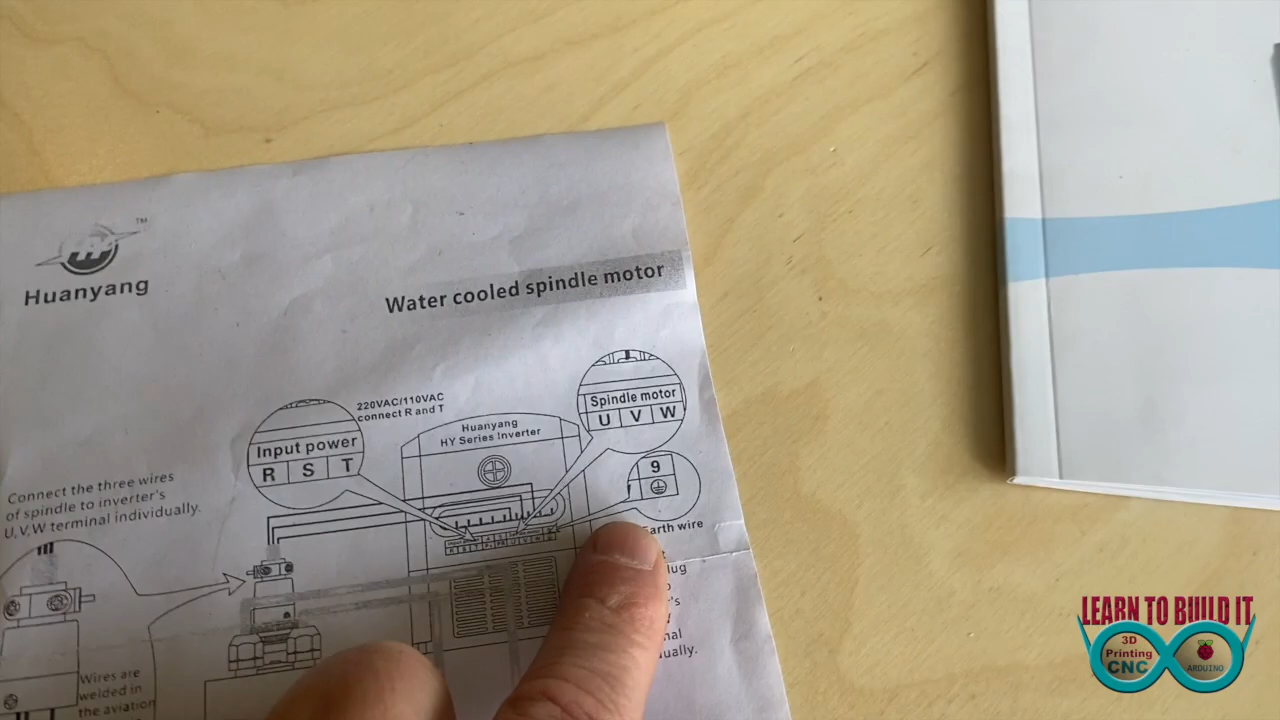 TM
Huanyang
Water cooled spindle motor
220VAC/110VAC
connect R and T
Input power
R S T
Huanyang
HY Series Inverter
Spindle motor
U V W
9
Earth wire
Connect the three wires
of spindle to inverter's
U,V,W terminal individually.
Wires are
welded in
the aviation
LEARN TO BUILD IT
3D
Printing
CNC
ARDUINO